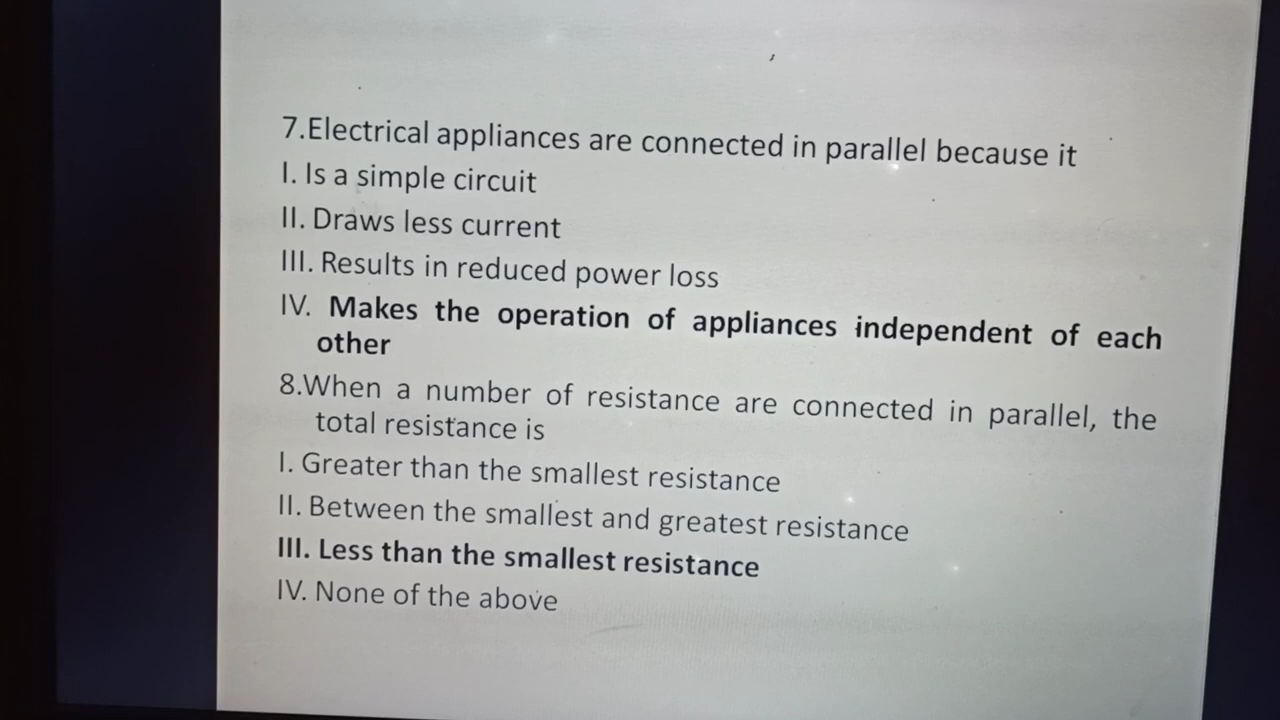 7.Electrical appliances are connected in parallel because it
I. Is a simple circuit
II. Draws less current
III. Results in reduced power loss
IV. Makes the operation of appliances independent of each
other
8.When a number of resistance are connected in parallel, the
total resistance is
I. Greater than the smallest resistance
II. Between the smallest and greatest resistance
III. Less than the smallest resistance
IV. None of the above